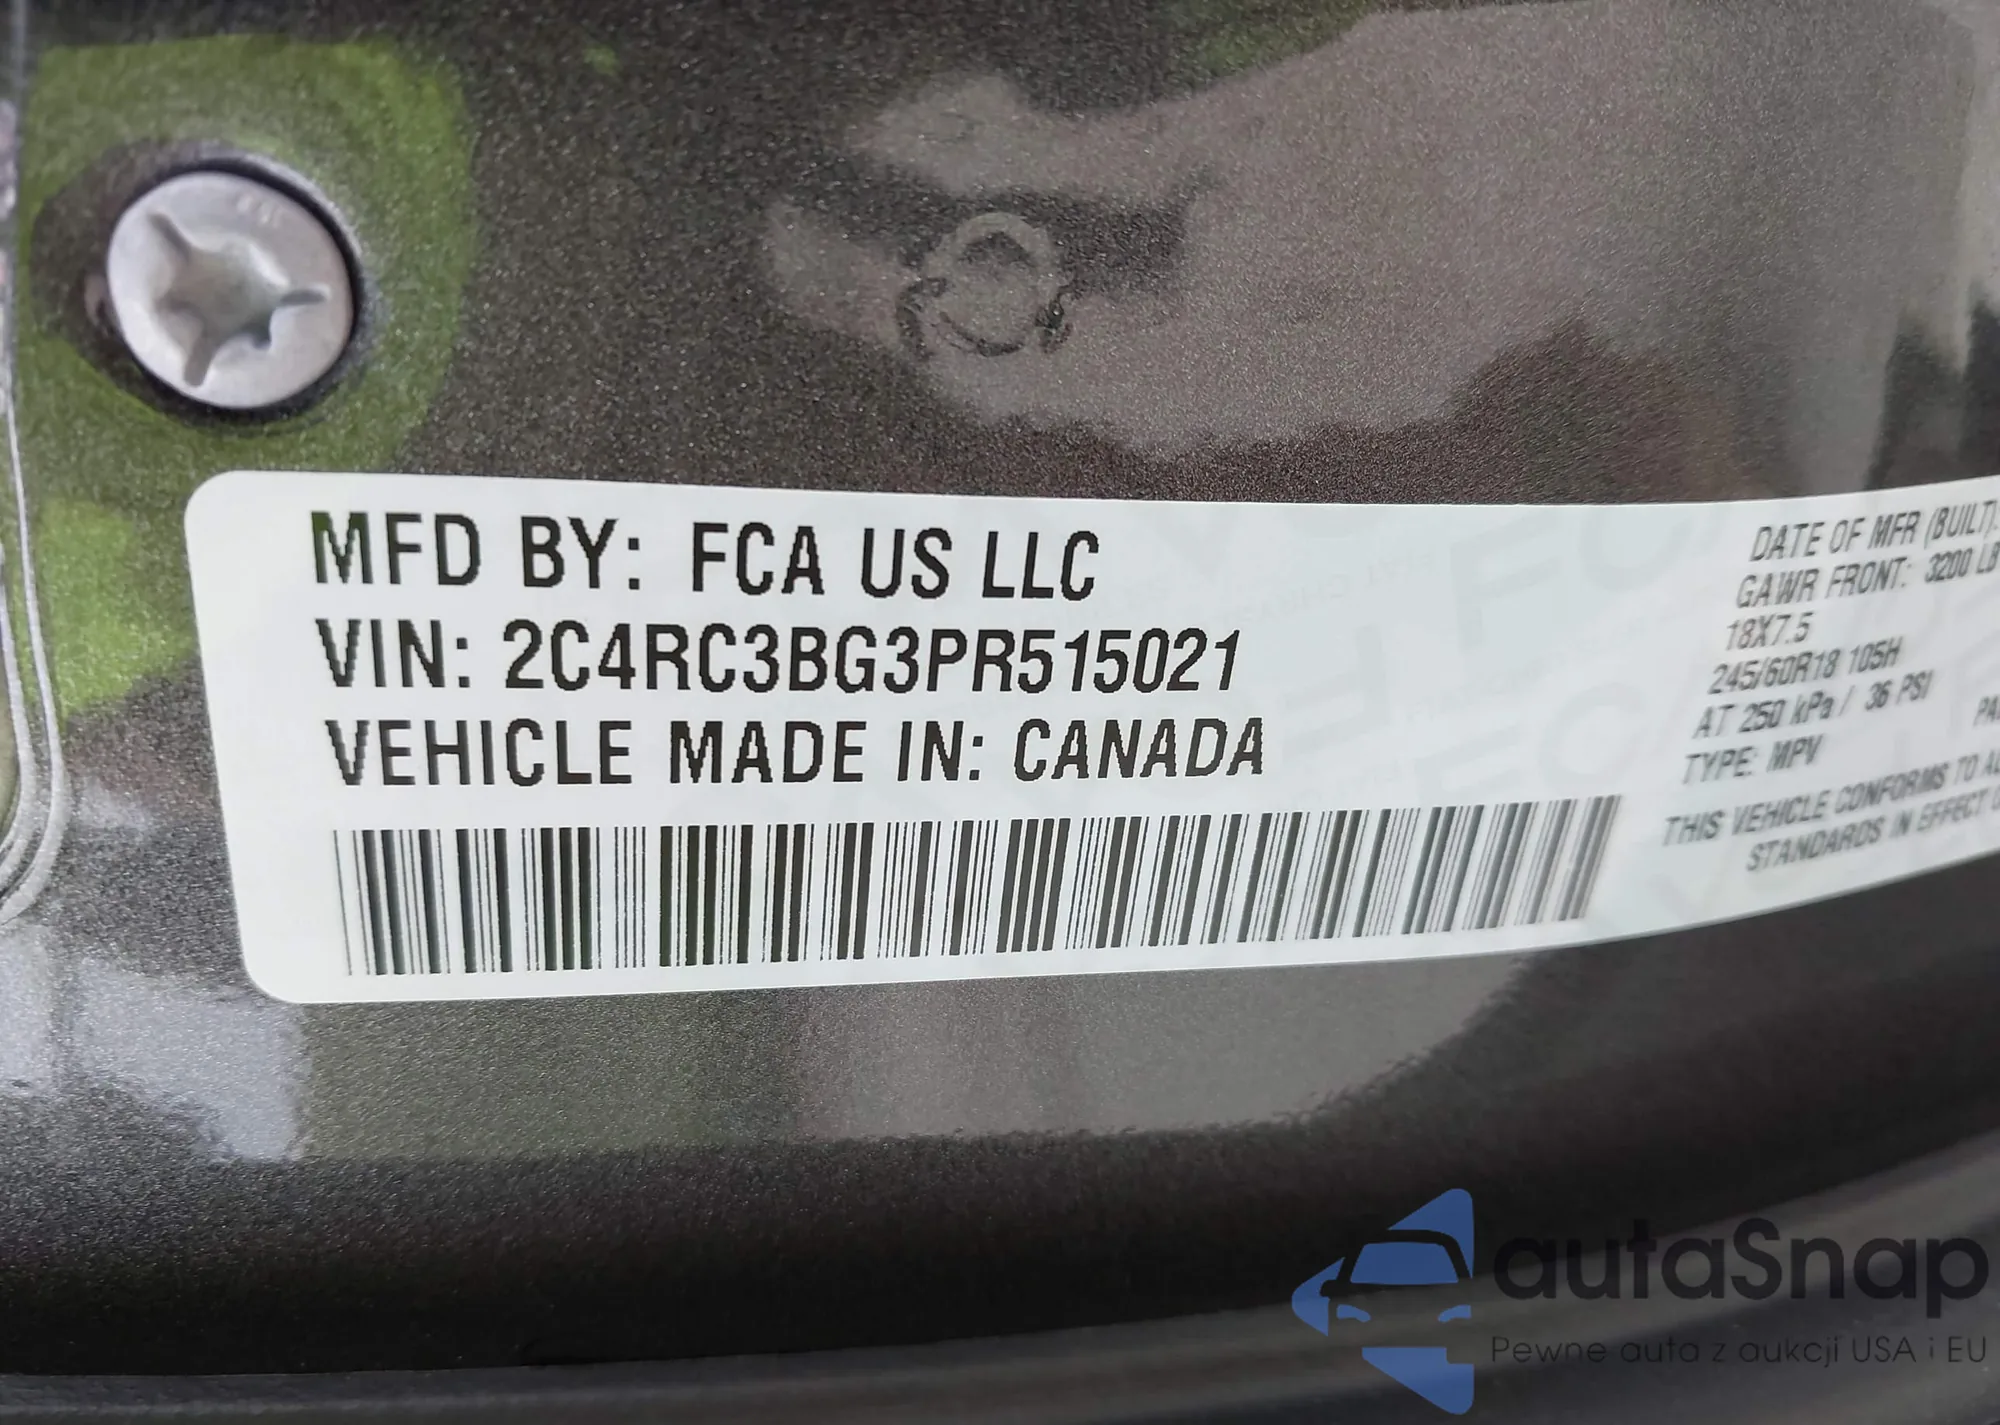 MFD BY: FCA US LLC
VIN: 2C4RC3BG3PR515021
VEHICLE MADE IN: CANADA
DATE OF MFR (BUILT):
GAWR FRONT: 3200 LB
18X7.5
245/60R18 105H
AT 250 kPa / 36 PSI
TYPE: MPV
THIS VEHICLE CONFORMS TO
STANDARDS IN EFFECT
autaSnap
Pewne auta z aukcji USA i EU